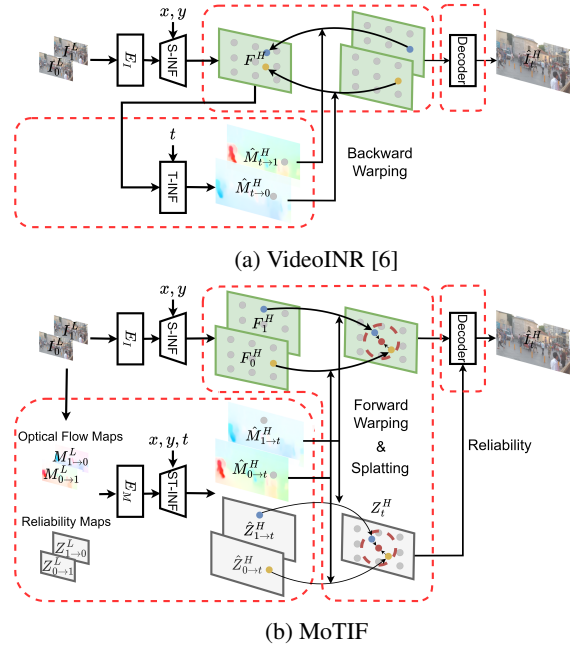 x, y
I_1^L
I_0^L
E_I
S-INF
F^H
Decoder
Î_t^H
t
T-INF
M̂_{t→1}^H
M̂_{t→0}^H
Backward
Warping
(a) VideoINR [6]
x, y
I_1^L
I_0^L
E_I
S-INF
F_1^H
F_0^H
Decoder
Î_t^H
Optical Flow Maps
M_{1→0}^L
M_{0→1}^L
x, y, t
E_M
ST-INF
M̂_{1→t}^H
M̂_{0→t}^H
Forward
Warping
&
Splatting
Reliability
Reliability Maps
Z_{1→0}^L
Z_{0→1}^L
Ẑ_{1→t}^H
Ẑ_{0→t}^H
Z_t^H
(b) MoTIF